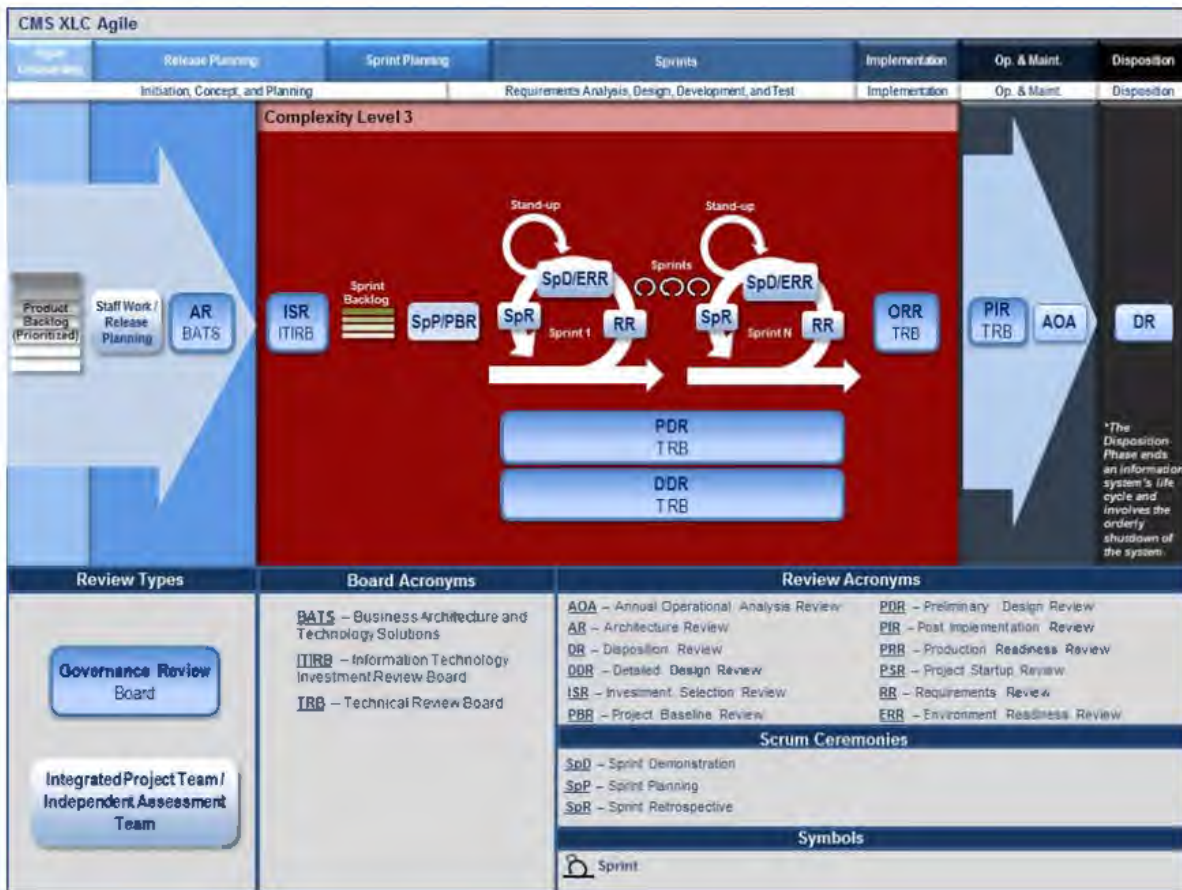 CMS XLC Agile
Release Planning
Sprint Planning
Sprints
Implementation
Op. & Maint.
Disposition
Initiation, Concept, and Planning
Requirements Analysis, Design, Development, and Test
Implementation
Op. & Maint.
Disposition
Complexity Level 3
Product
Backlog
(Prioritized)
Staff Work /
Release
Planning
AR
BATS
ISR
ITIRB
Sprint
Backlog
SpP/PBR
Stand-up
SpD/ERR
SpR
Sprint 1
RR
Sprints
Stand-up
SpD/ERR
SpR
Sprint N
RR
PDR
TRB
DDR
TRB
ORR
TRB
PIR
TRB
AOA
DR
*The
Disposition
Phase ends
an information
system's life
cycle and
involves the
orderly
shutdown of
the system
Review Types
Governance Review
Board
Integrated Project Team /
Independent Assessment
Team
Board Acronyms
BATS – Business Architecture and
Technology Solutions
ITIRB – Information Technology
Investment Review Board
TRB – Technical Review Board
Review Acronyms
AOA – Annual Operational Analysis Review
AR – Architecture Review
DR – Disposition Review
DDR – Detailed Design Review
ISR – Investment Selection Review
PBR – Project Baseline Review
PDR – Preliminary Design Review
PIR – Post Implementation Review
PRR – Production Readiness Review
PSR – Project Startup Review
RR – Requirements Review
ERR – Environment Readiness Review
Scrum Ceremonies
SpD – Sprint Demonstration
SpP – Sprint Planning
SpR – Sprint Retrospective
Symbols
Sprint